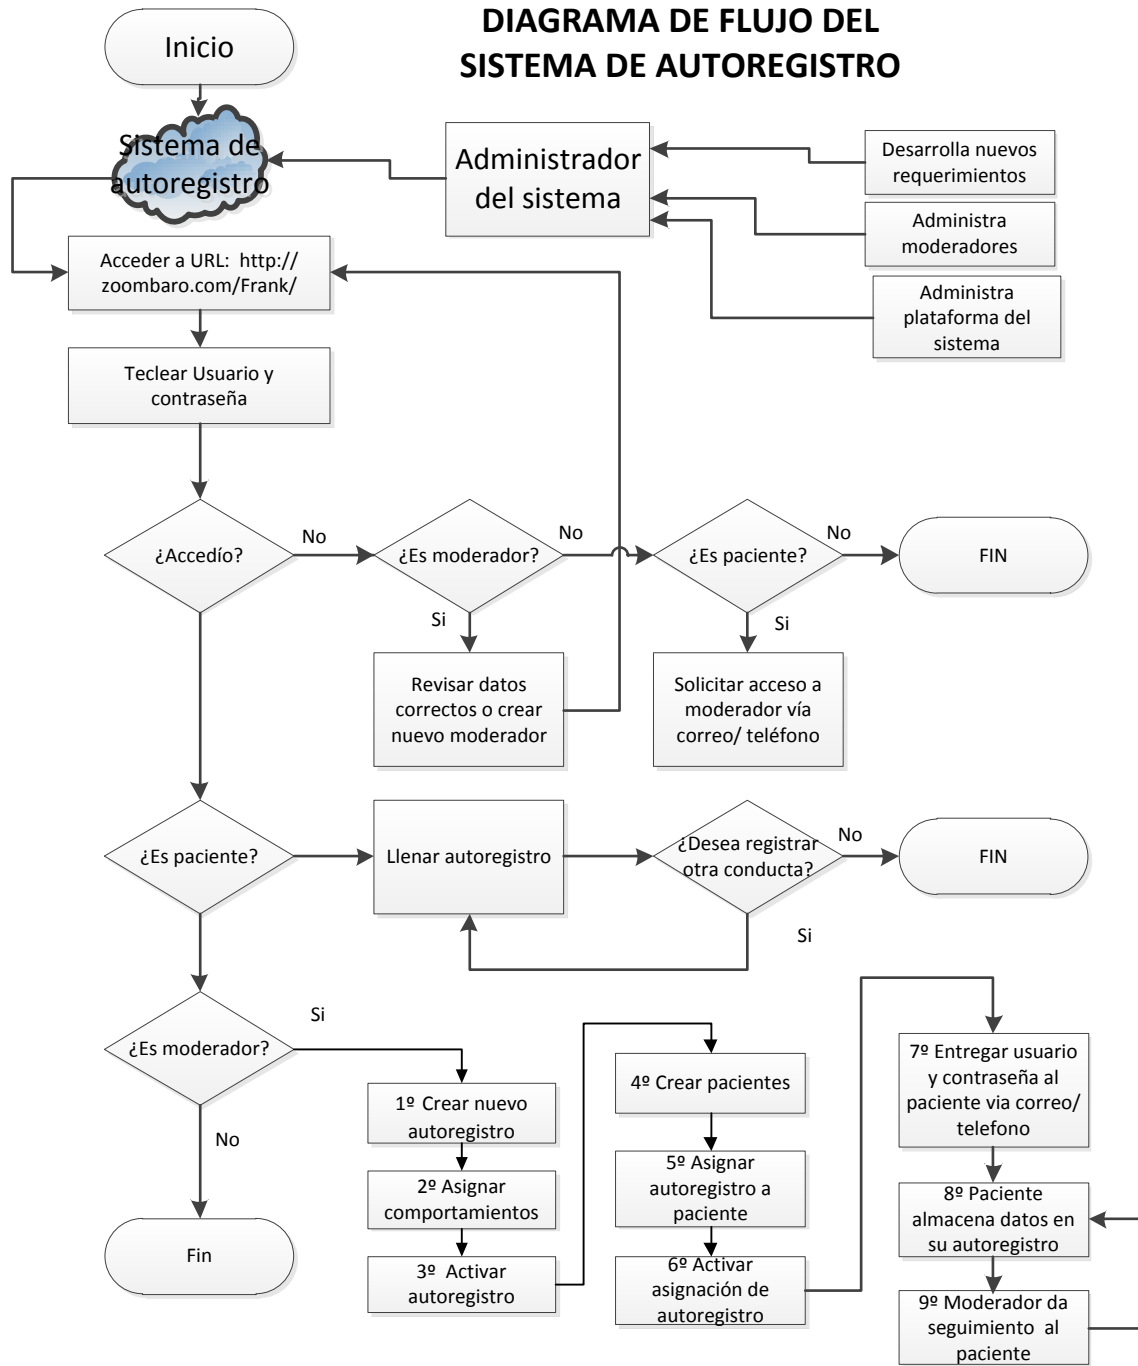 DIAGRAMA DE FLUJO DEL
SISTEMA DE AUTOREGISTRO
Inicio
Sistema de
autoregistro
Administrador
del sistema
Desarrolla nuevos
requerimientos
Administra
moderadores
Administra
plataforma del
sistema
Acceder a URL: http://
zoombaro.com/Frank/
Teclear Usuario y
contraseña
¿Accedío?
No
¿Es moderador?
No
¿Es paciente?
No
FIN
Si
Si
Revisar datos
correctos o crear
nuevo moderador
Solicitar acceso a
moderador vía
correo/ teléfono
¿Es paciente?
Llenar autoregistro
¿Desea registrar
otra conducta?
No
FIN
Si
¿Es moderador?
Si
No
Fin
1º Crear nuevo
autoregistro
2º Asignar
comportamientos
3º Activar
autoregistro
4º Crear pacientes
5º Asignar
autoregistro a
paciente
6º Activar
asignación de
autoregistro
7º Entregar usuario
y contraseña al
paciente via correo/
telefono
8º Paciente
almacena datos en
su autoregistro
9º Moderador da
seguimiento al
paciente